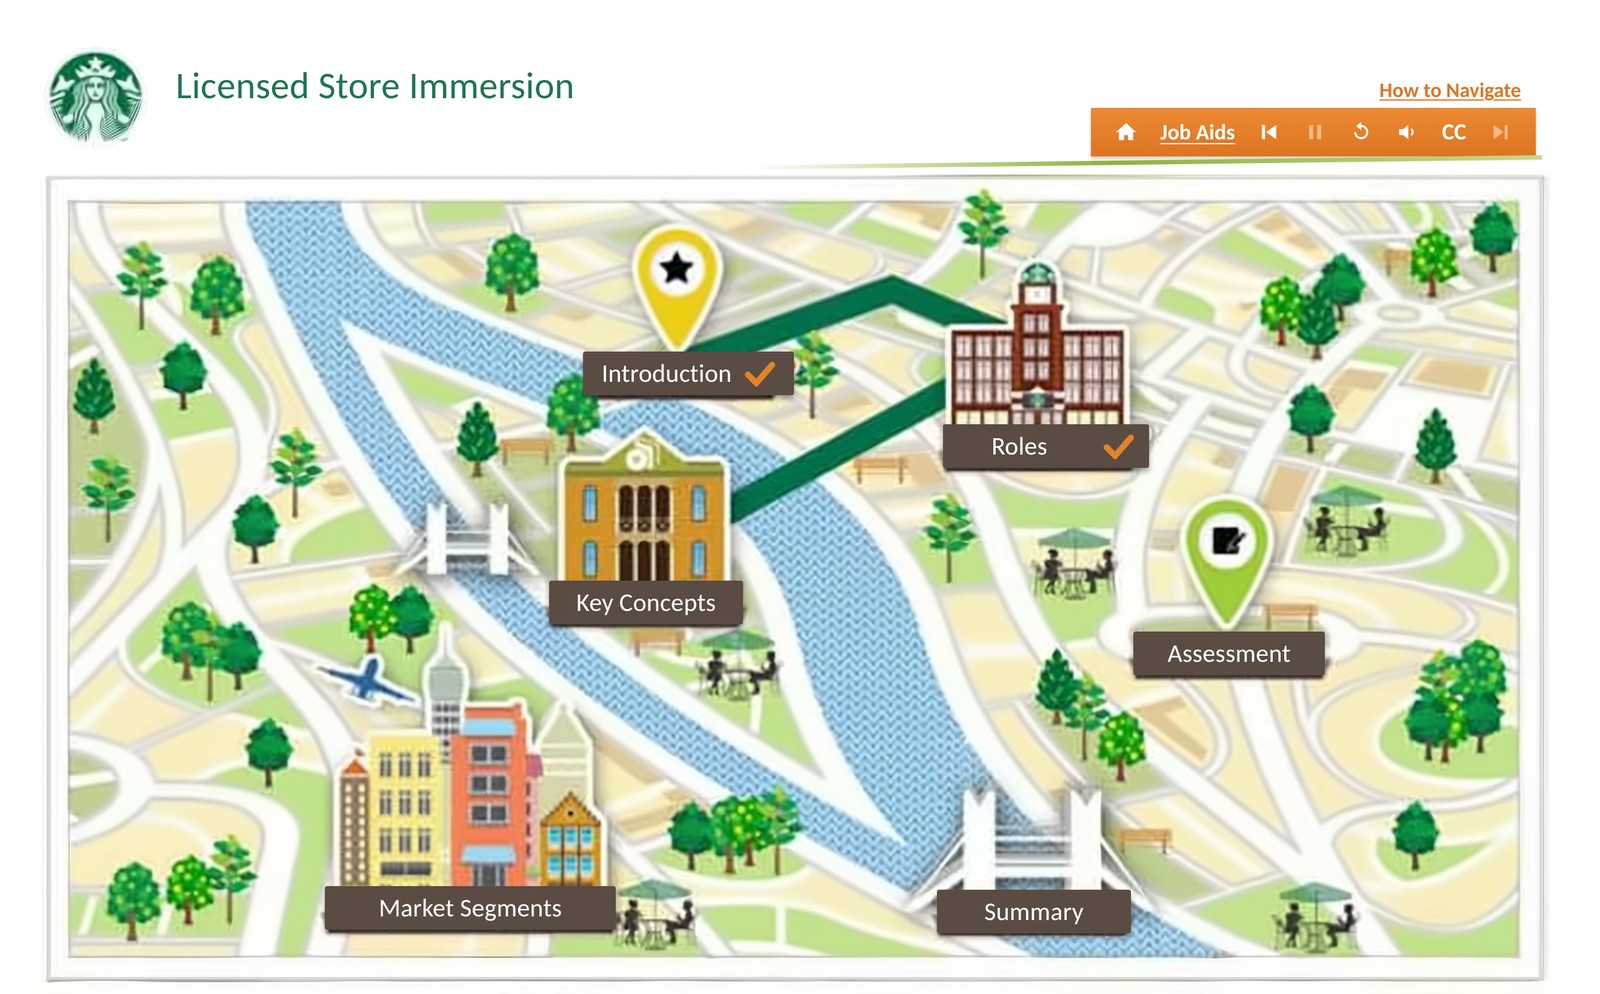 Licensed Store Immersion
How to Navigate
Job Aids
CC
Introduction
Roles
Key Concepts
Assessment
Market Segments
Summary